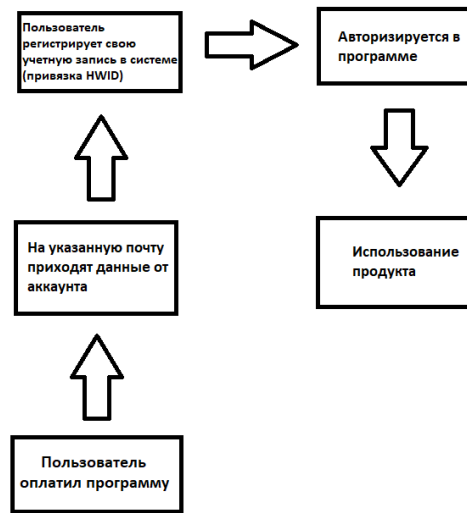 Пользователь
регистрирует свою
учетную запись в системе
(привязка HWID)
Авторизируется в
программе
На указанную почту
приходят данные от
аккаунта
Использование
продукта
Пользователь
оплатил программу